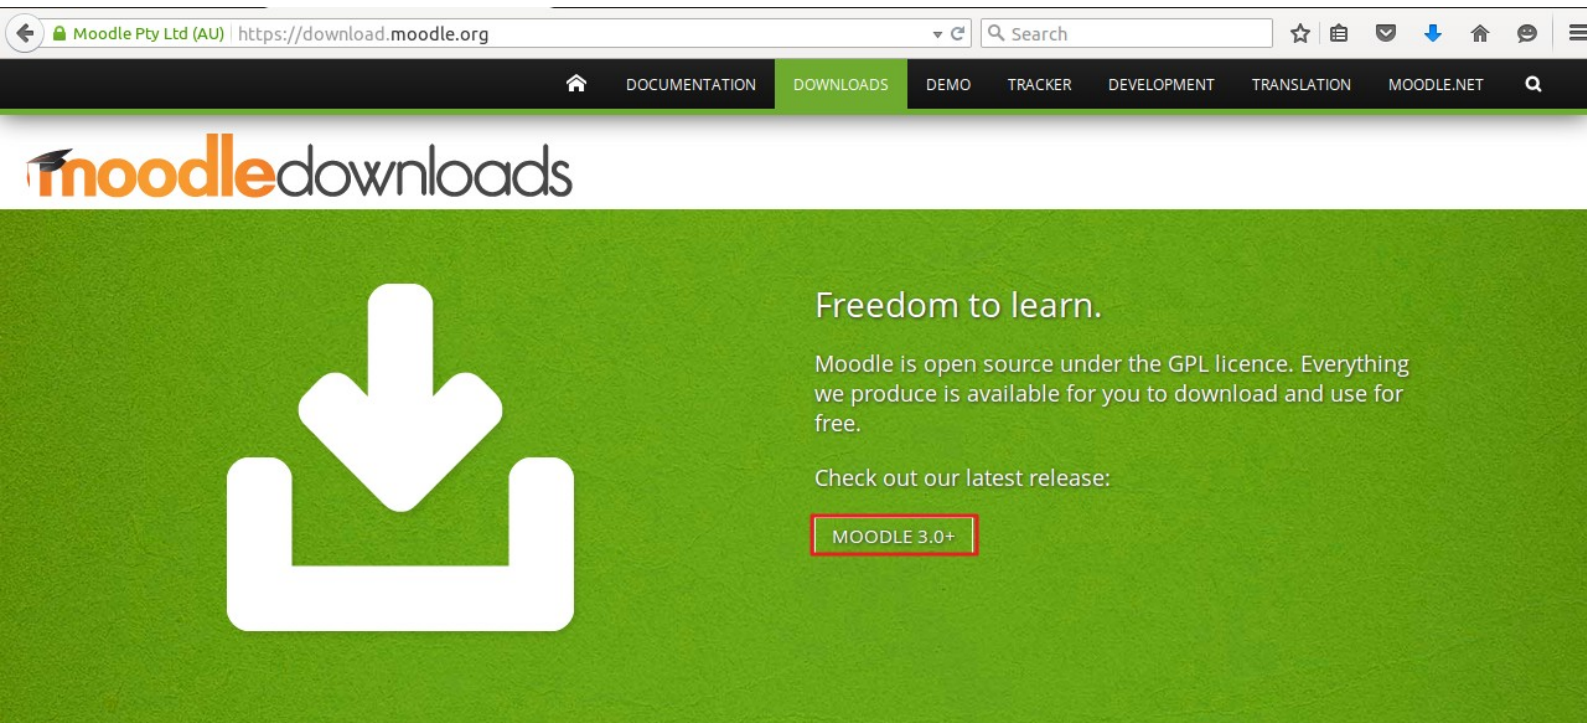 Moodle Pty Ltd (AU) https://download.moodle.org Search
DOCUMENTATION DOWNLOADS DEMO TRACKER DEVELOPMENT TRANSLATION MOODLE.NET
moodledownloads
Freedom to learn.
Moodle is open source under the GPL licence. Everything
we produce is available for you to download and use for
free.
Check out our latest release:
MOODLE 3.0+